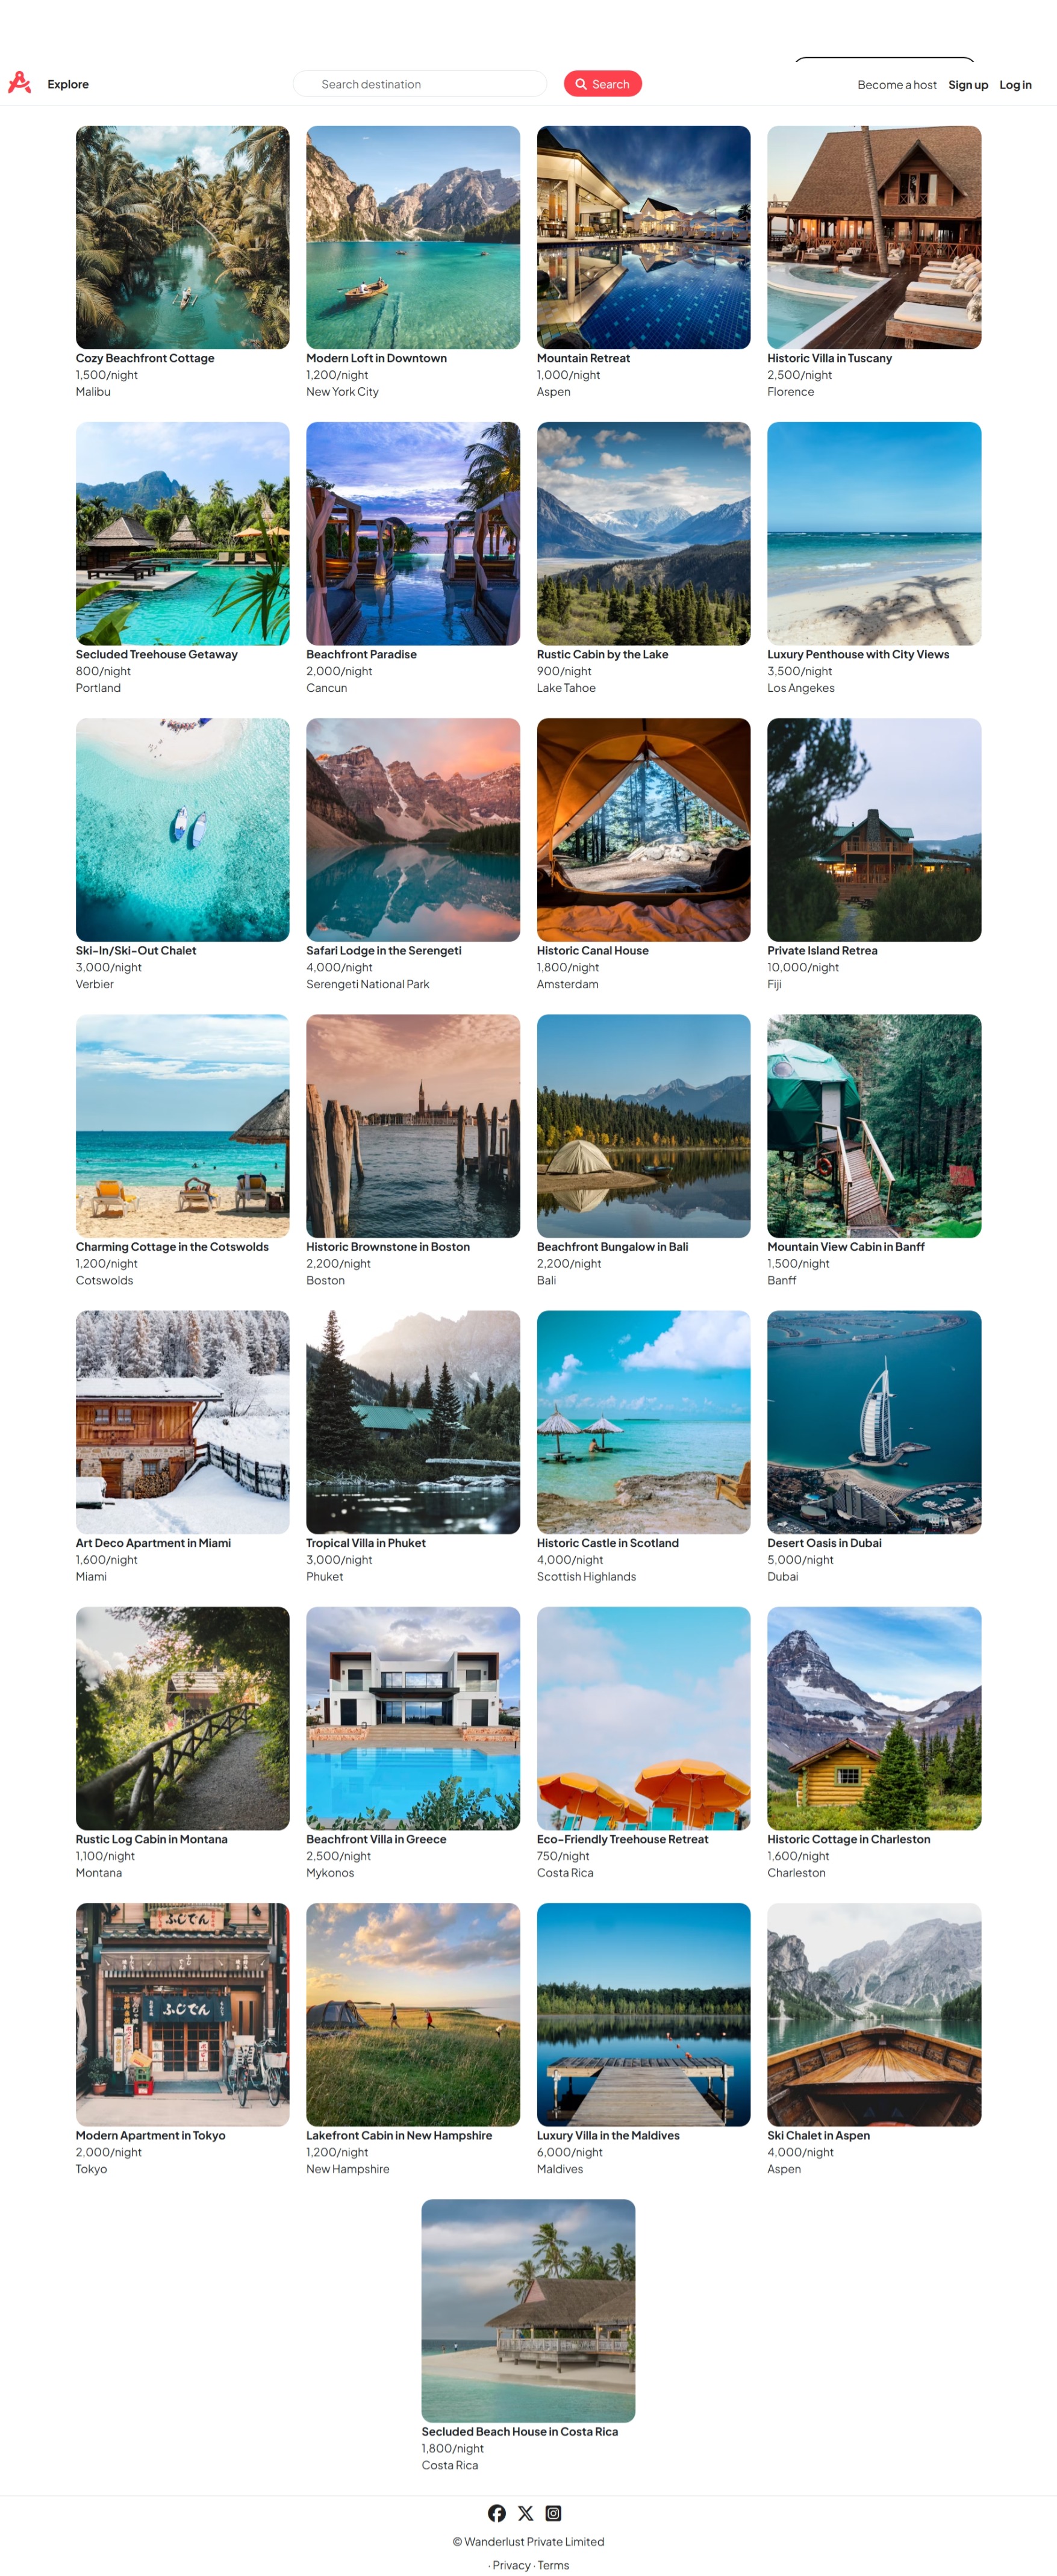 Explore
Search destination
Search
Become a host
Sign up
Log in
Cozy Beachfront Cottage
1,500/night
Malibu
Modern Loft in Downtown
1,200/night
New York City
Mountain Retreat
1,000/night
Aspen
Historic Villa in Tuscany
2,500/night
Florence
Secluded Treehouse Getaway
800/night
Portland
Beachfront Paradise
2,000/night
Cancun
Rustic Cabin by the Lake
900/night
Lake Tahoe
Luxury Penthouse with City Views
3,500/night
Los Angekes
Ski-In/Ski-Out Chalet
3,000/night
Verbier
Safari Lodge in the Serengeti
4,000/night
Serengeti National Park
Historic Canal House
1,800/night
Amsterdam
Private Island Retrea
10,000/night
Fiji
Charming Cottage in the Cotswolds
1,200/night
Cotswolds
Historic Brownstone in Boston
2,200/night
Boston
Beachfront Bungalow in Bali
2,200/night
Bali
Mountain View Cabin in Banff
1,500/night
Banff
Art Deco Apartment in Miami
1,600/night
Miami
Tropical Villa in Phuket
3,000/night
Phuket
Historic Castle in Scotland
4,000/night
Scottish Highlands
Desert Oasis in Dubai
5,000/night
Dubai
Rustic Log Cabin in Montana
1,100/night
Montana
Beachfront Villa in Greece
2,500/night
Mykonos
Eco-Friendly Treehouse Retreat
750/night
Costa Rica
Historic Cottage in Charleston
1,600/night
Charleston
ふじでん
ふじでん
Modern Apartment in Tokyo
2,000/night
Tokyo
Lakefront Cabin in New Hampshire
1,200/night
New Hampshire
Luxury Villa in the Maldives
6,000/night
Maldives
Ski Chalet in Aspen
4,000/night
Aspen
Secluded Beach House in Costa Rica
1,800/night
Costa Rica
© Wanderlust Private Limited
· Privacy · Terms